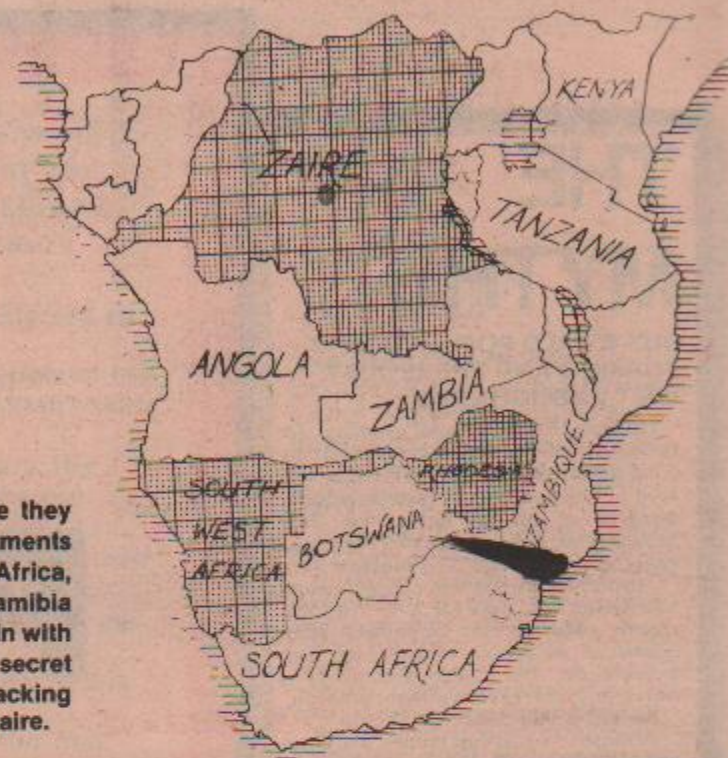 KENYA
ZAIRE
TANZANIA
ANGOLA
ZAMBIA
RHODESIA
MOZAMBIQUE
SOUTH
WEST
AFRICA
BOTSWANA
SOUTH AFRICA
e they
ments
Africa,
amibia
in with
secret
acking
aire.